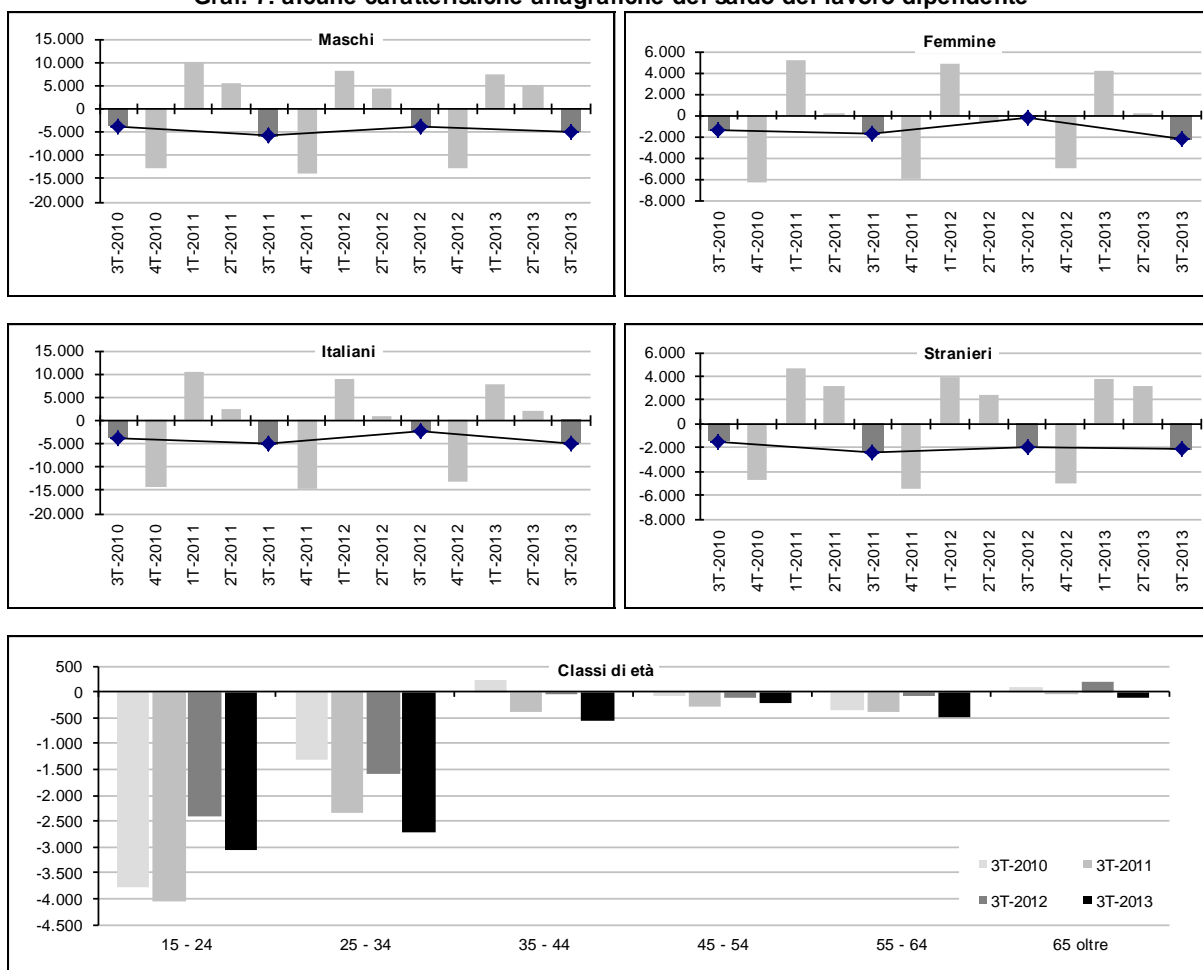 Graf. 7: alcune caratteristiche anagrafiche del saldo del lavoro dipendente
Maschi
15.000
10.000
5.000
0
-5.000
-10.000
-15.000
-20.000
3T-2010
4T-2010
1T-2011
2T-2011
3T-2011
4T-2011
1T-2012
2T-2012
3T-2012
4T-2012
1T-2013
2T-2013
3T-2013
Femmine
6.000
4.000
2.000
0
-2.000
-4.000
-6.000
-8.000
3T-2010
4T-2010
1T-2011
2T-2011
3T-2011
4T-2011
1T-2012
2T-2012
3T-2012
4T-2012
1T-2013
2T-2013
3T-2013
Italiani
15.000
10.000
5.000
0
-5.000
-10.000
-15.000
-20.000
3T-2010
4T-2010
1T-2011
2T-2011
3T-2011
4T-2011
1T-2012
2T-2012
3T-2012
4T-2012
1T-2013
2T-2013
3T-2013
Stranieri
6.000
4.000
2.000
0
-2.000
-4.000
-6.000
-8.000
3T-2010
4T-2010
1T-2011
2T-2011
3T-2011
4T-2011
1T-2012
2T-2012
3T-2012
4T-2012
1T-2013
2T-2013
3T-2013
Classi di età
500
0
-500
-1.000
-1.500
-2.000
-2.500
-3.000
-3.500
-4.000
-4.500
3T-2010 3T-2011
3T-2012 3T-2013
15 - 24 25 - 34 35 - 44 45 - 54 55 - 64 65 oltre